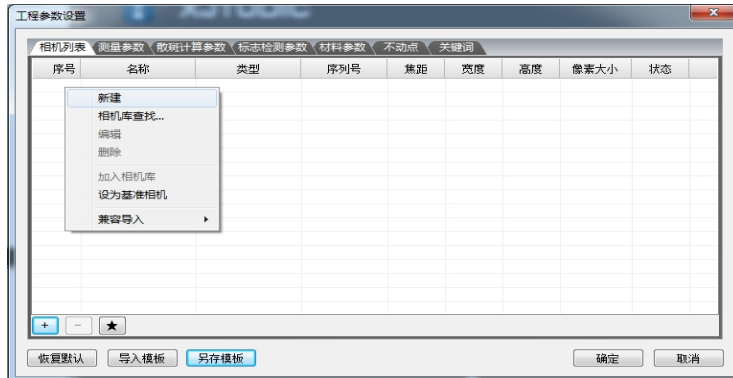 工程参数设置
XJTUDIC
相机列表 测量参数 散斑计算参数 标志检测参数 材料参数 不动点 关键词
序号 名称 类型 序列号 焦距 宽度 高度 像素大小 状态
新建
相机库查找...
编辑
删除
加入相机库
设为基准相机
兼容导入
+ - ★
恢复默认 导入模板 另存模板 确定 取消